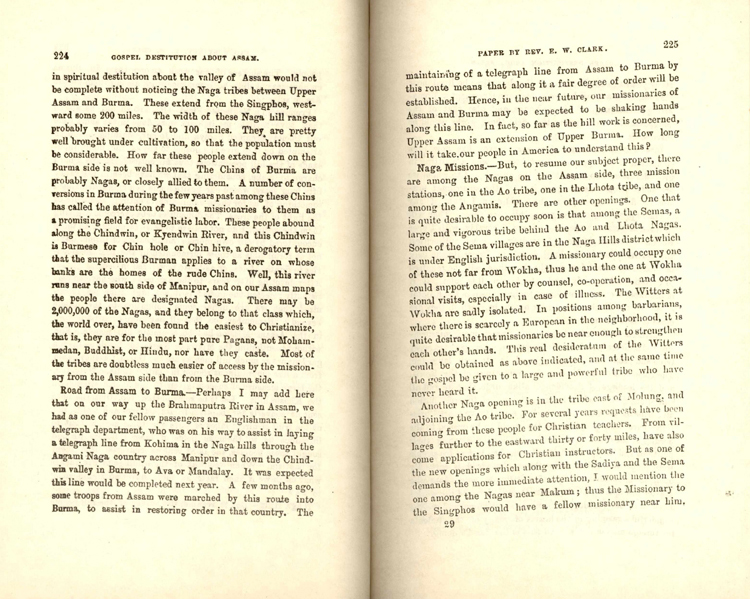 224 GOSPEL DESTITUTION ABOUT ASSAM.
in spiritual destitution about the valley of Assam would not
be complete without noticing the Naga tribes between Upper
Assam and Burma. These extend from the Singphos, west-
ward some 200 miles. The width of these Naga hill ranges
probably varies from 50 to 100 miles. They are pretty
well brought under cultivation, so that the population must
be considerable. How far these people extend down on the
Burma side is not well known. The Chins of Burma are
probably Nagas, or closely allied to them. A number of con-
versions in Burma during the few years past among these Chins
has called the attention of Burma missionaries to them as
a promising field for evangelistic labor. These people abound
along the Chindwin, or Kyendwin River, and this Chindwin
is Burmese for Chin hole or Chin hive, a derogatory term
that the supercilious Burman applies to a river on whose
banks are the homes of the rude Chins. Well, this river
runs near the south side of Manipur, and on our Assam maps
the people there are designated Nagas. There may be
2,000,000 of the Nagas, and they belong to that class which,
the world over, have been found the easiest to Christianize,
that is, they are for the most part pure Pagans, not Moham-
medan, Buddhist, or Hindu, nor have they caste. Most of
the tribes are doubtless much easier of access by the mission-
ary from the Assam side than from the Burma side.
Road from Assam to Burma.—Perhaps I may add here
that on our way up the Brahmaputra River in Assam, we
had as one of our fellow passengers an Englishman in the
telegraph department, who was on his way to assist in laying
a telegraph line from Kohima in the Naga hills through the
Angami Naga country across Manipur and down the Chind-
win valley in Burma, to Ava or Mandalay. It was expected
this line would be completed next year. A few months ago,
some troops from Assam were marched by this route into
Burma, to assist in restoring order in that country. The
PAPER BY REV. E. W. CLARK. 225
maintaining of a telegraph line from Assam to Burma by
this route means that along it a fair degree of order will be
established. Hence, in the near future, our missionaries of
Assam and Burma may be expected to be shaking hands
along this line. In fact, so far as the hill work is concerned,
Upper Assam is an extension of Upper Burma. How long
will it take.our people in America to understand this?
Naga Missions.—But, to resume our subject proper, there
are among the Nagas on the Assam side, three mission
stations, one in the Ao tribe, one in the Lhota tribe, and one
among the Angamis. There are other openings. One that
is quite desirable to occupy soon is that among the Semas, a
large and vigorous tribe behind the Ao and Lhota Nagas.
Some of the Sema villages are in the Naga Hills district which
is under English jurisdiction. A missionary could occupy one
of these not far from Wokha, thus he and the one at Wokha
could support each other by counsel, co-operation, and occa-
sional visits, especially in case of illness. The Witters at
Wokha are sadly isolated. In positions among barbarians,
where there is scarcely a European in the neighborhood, it is
quite desirable that missionaries be near enough to strengthen
each other's hands. This real desideratum of the Witters
could be obtained as above indicated, and at the same time
the gospel be given to a large and powerful tribe who have
never heard it.
Another Naga opening is in the tribe east of Molung, and
adjoining the Ao tribe. For several years requests have been
coming from these people for Christian teachers. From vil-
lages further to the eastward thirty or forty miles, have also
come applications for Christian instructors. But as one of
the new openings which along with the Sadiya and the Sema
demands the more immediate attention, I would mention the
one among the Nagas near Makum; thus the Missionary to
the Singphos would have a fellow missionary near him.
29